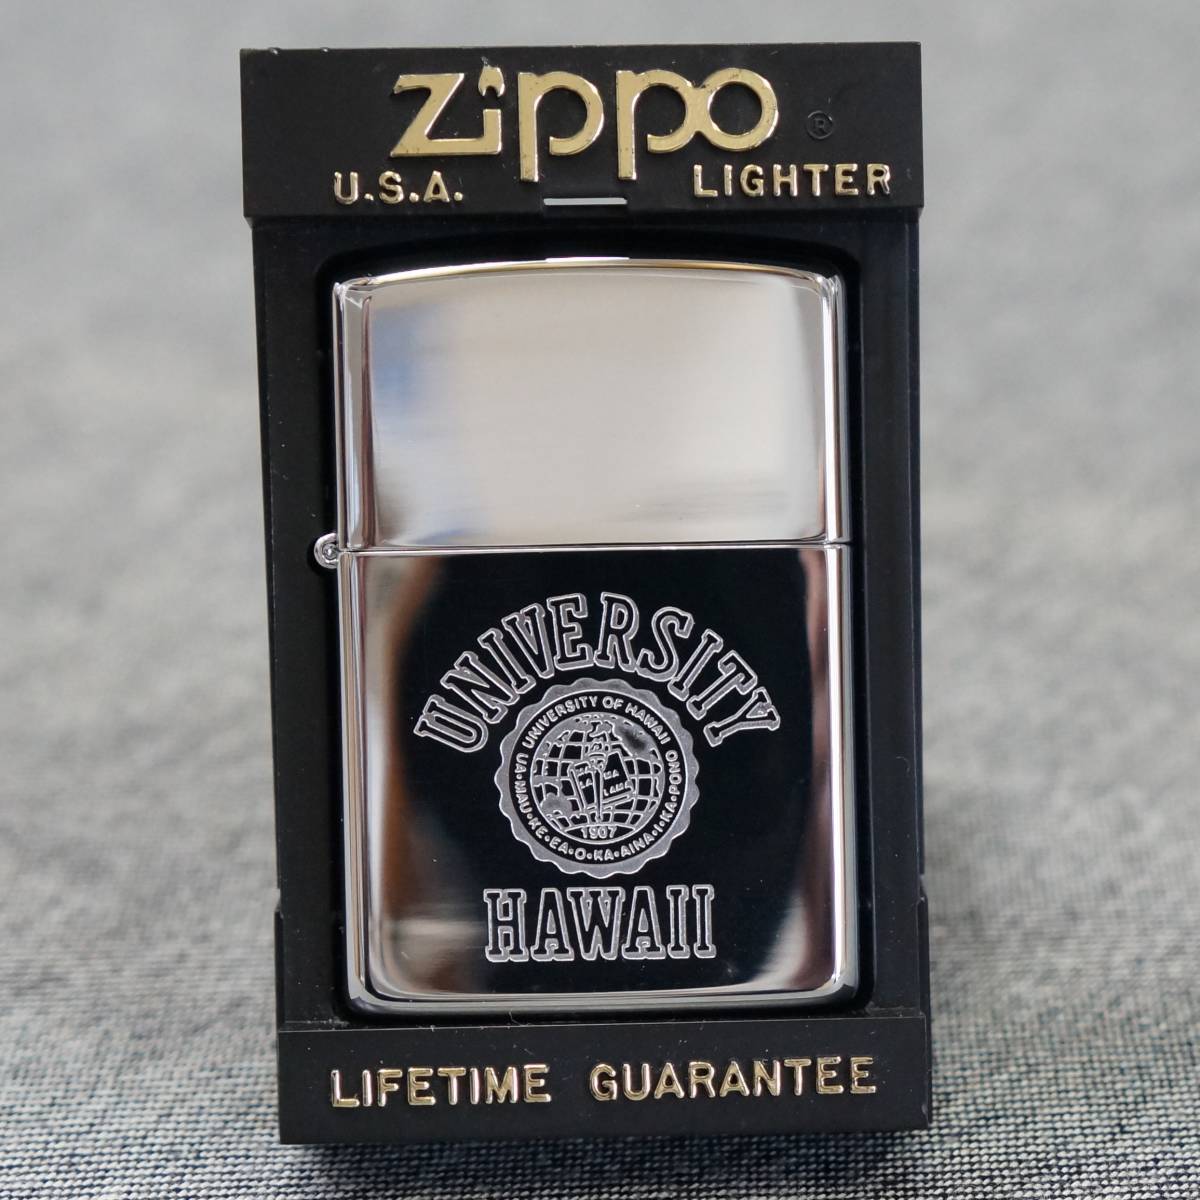 Zippo ®
U.S.A. LIGHTER
UNIVERSITY
UNIVERSITY OF HAWAII
UA•MAU•KE•EA•O•KA•AINA•I•KA•PONO
1907
HAWAII
LIFETIME GUARANTEE